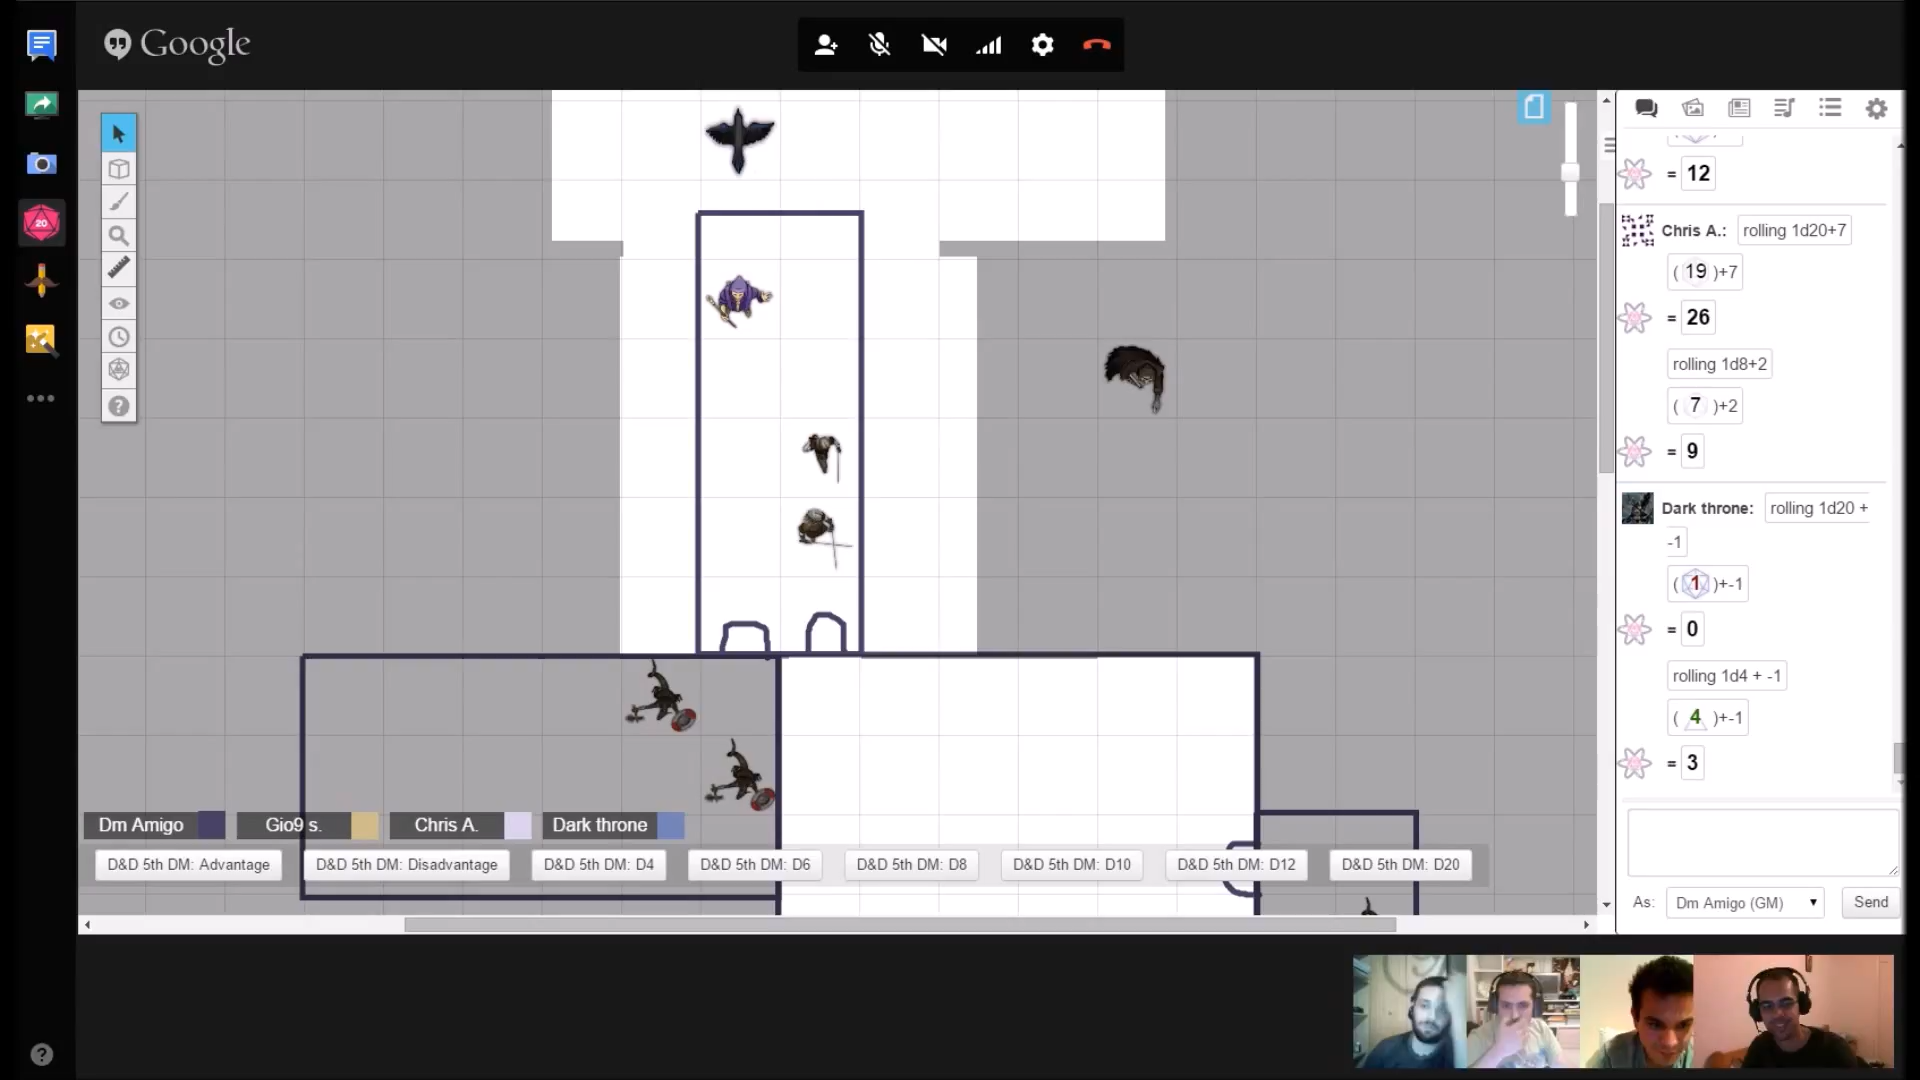 Google
20
= 12
Chris A.: rolling 1d20+7
( 19 )+7
= 26
rolling 1d8+2
( 7 )+2
= 9
Dark throne: rolling 1d20 +
-1
( 1 )+-1
= 0
rolling 1d4 + -1
( 4 )+-1
= 3
Dm Amigo
Gio9 s.
Chris A.
Dark throne
D&D 5th DM: Advantage
D&D 5th DM: Disadvantage
D&D 5th DM: D4
D&D 5th DM: D6
D&D 5th DM: D8
D&D 5th DM: D10
D&D 5th DM: D12
D&D 5th DM: D20
As: Dm Amigo (GM) Send